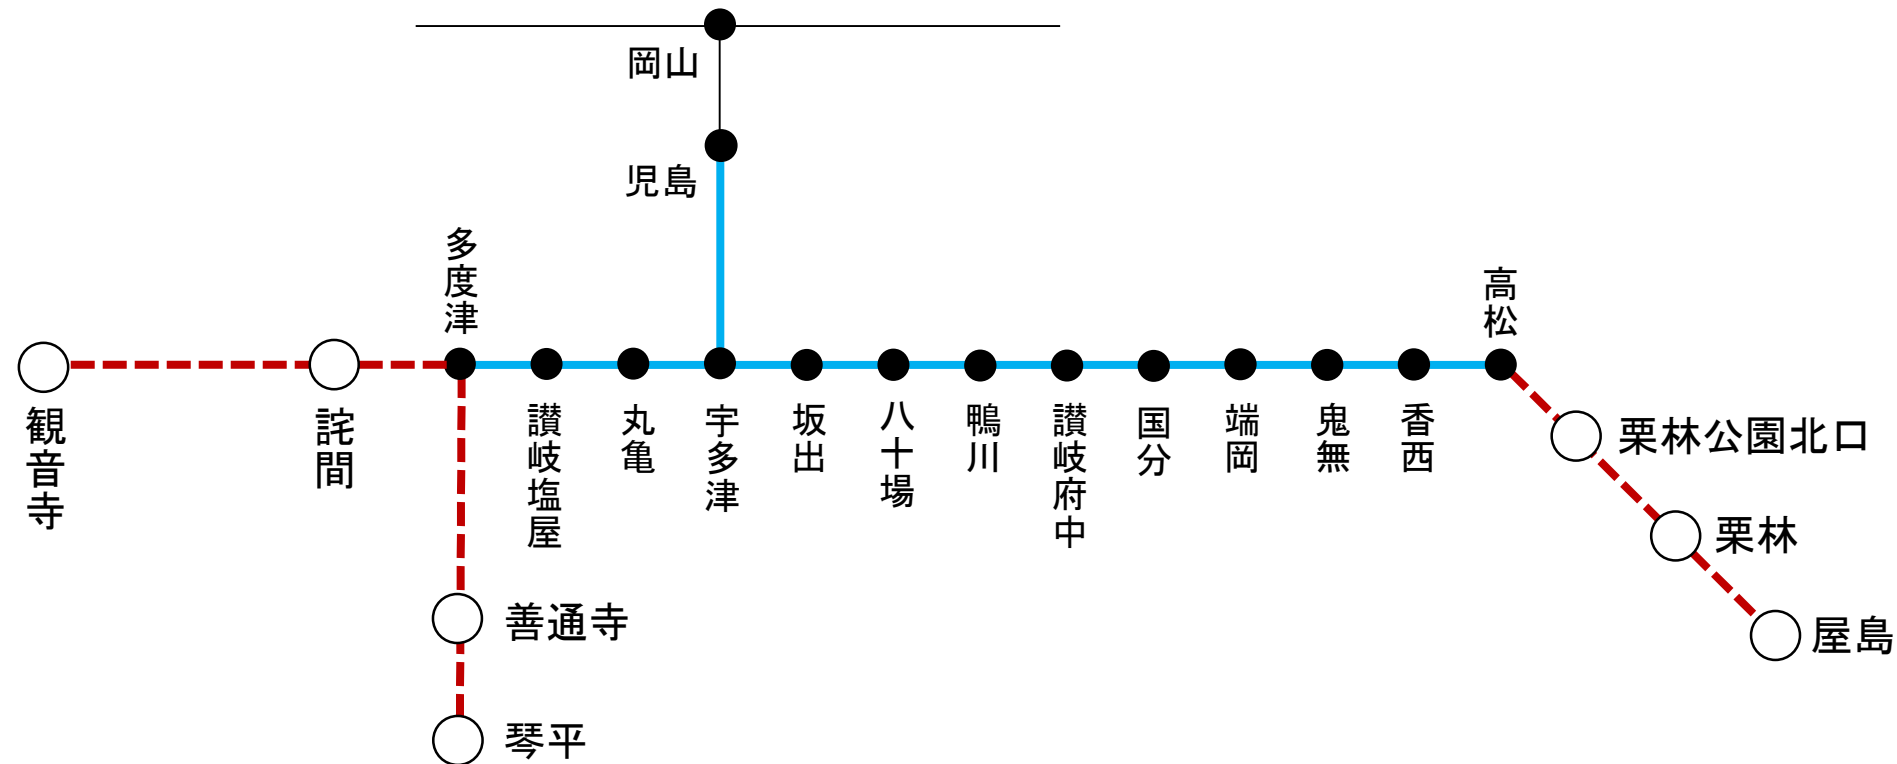 岡山
児島
多度津
高松
観音寺
詫間
讃岐塩屋
丸亀
宇多津
坂出
八十場
鴨川
讃岐府中
国分
端岡
鬼無
香西
栗林公園北口
栗林
屋島
善通寺
琴平